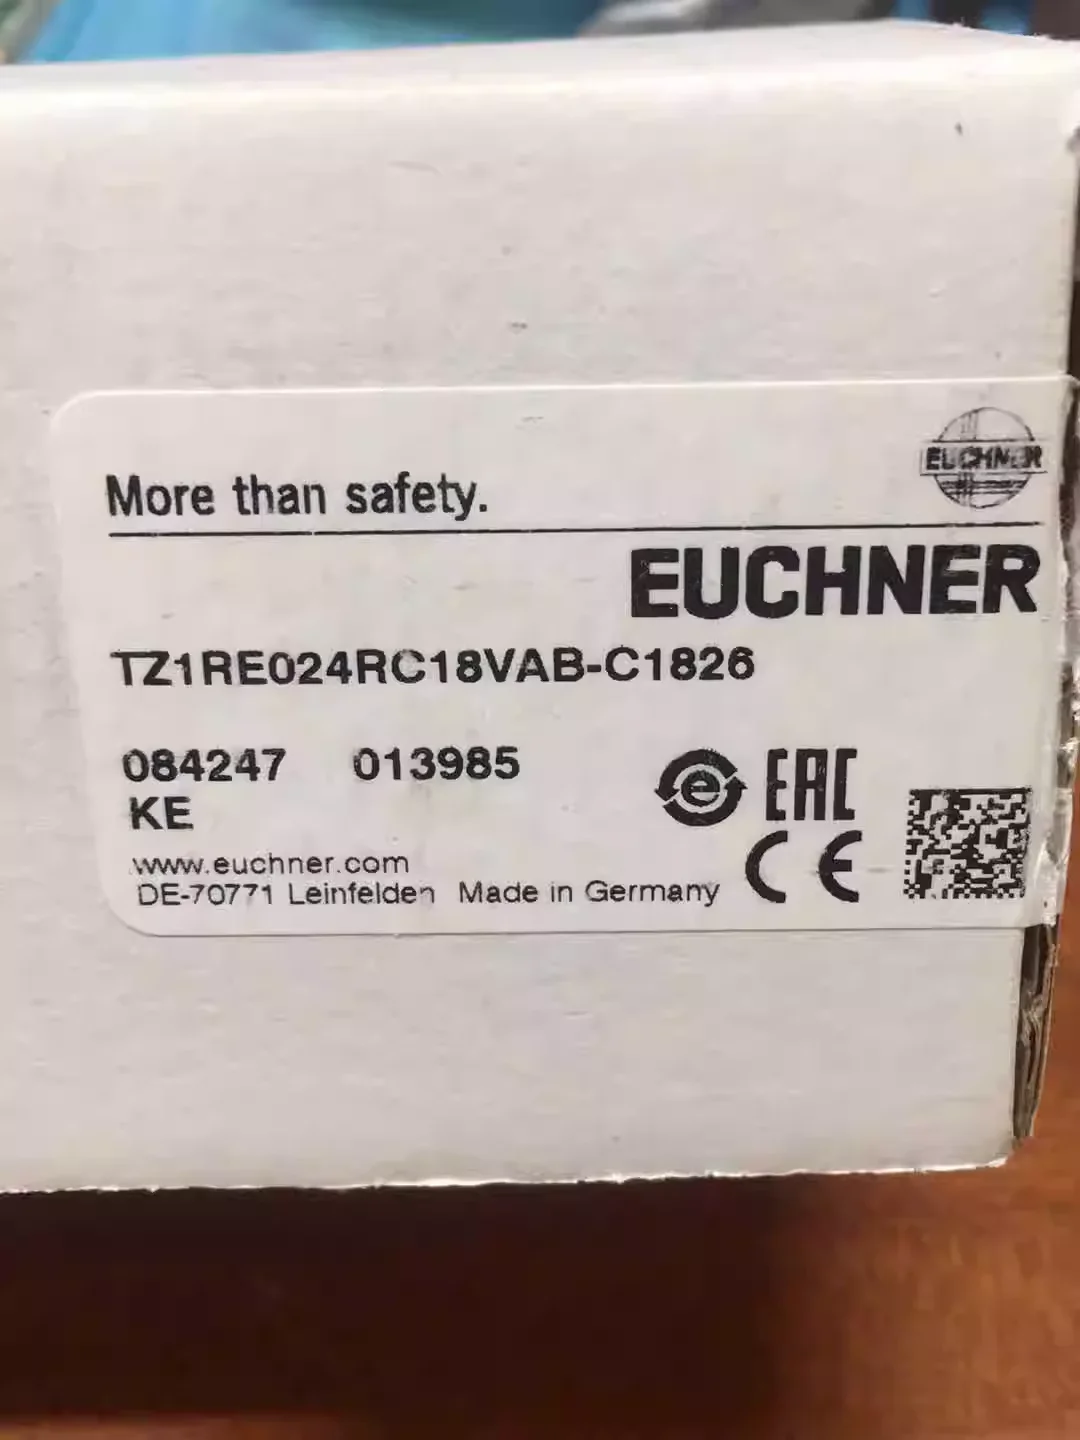 EUCHNER
More than safety.
EUCHNER
TZ1RE024RC18VAB-C1826
084247 013985
KE
e EAC
CE
www.euchner.com
DE-70771 Leinfelden Made in Germany